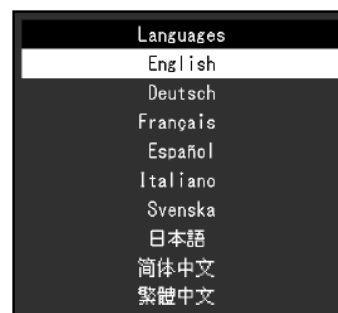 Languages
English
Deutsch
Français
Español
Italiano
Svenska
日本語
简体中文
繁體中文